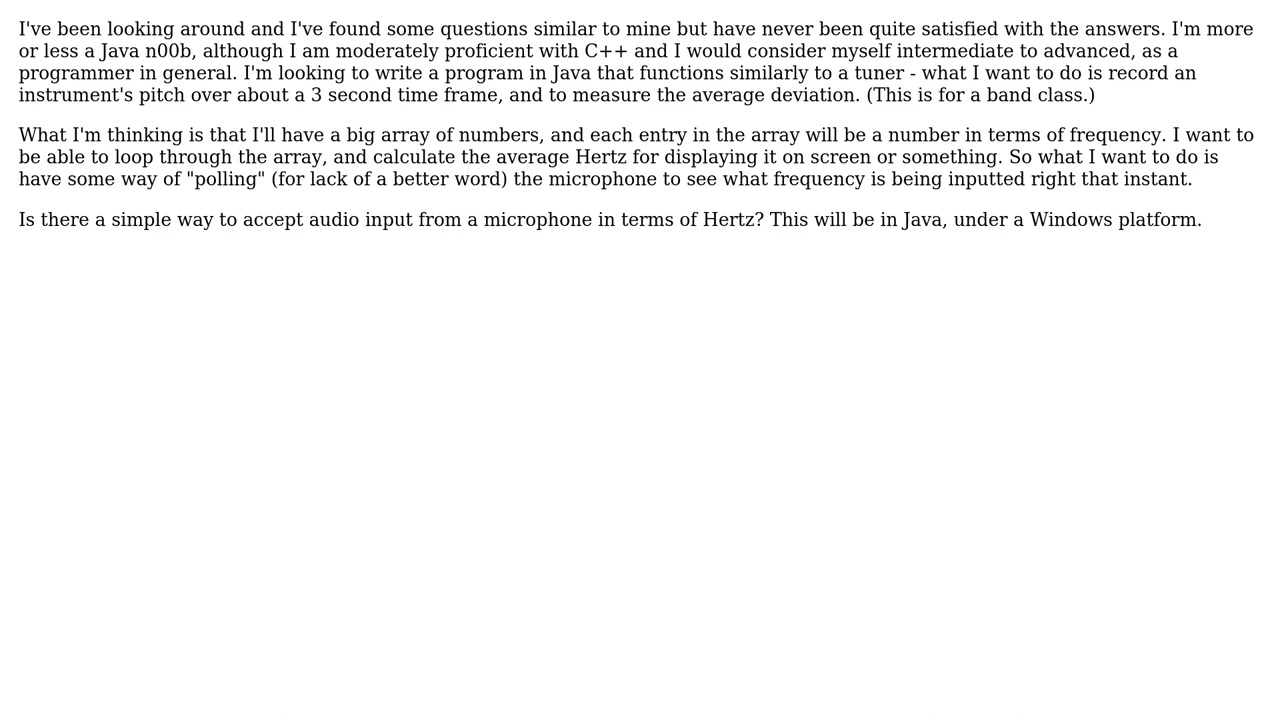 I've been looking around and I've found some questions similar to mine but have never been quite satisfied with the answers. I'm more
or less a Java n00b, although I am moderately proficient with C++ and I would consider myself intermediate to advanced, as a
programmer in general. I'm looking to write a program in Java that functions similarly to a tuner - what I want to do is record an
instrument's pitch over about a 3 second time frame, and to measure the average deviation. (This is for a band class.)
What I'm thinking is that I'll have a big array of numbers, and each entry in the array will be a number in terms of frequency. I want to
be able to loop through the array, and calculate the average Hertz for displaying it on screen or something. So what I want to do is
have some way of "polling" (for lack of a better word) the microphone to see what frequency is being inputted right that instant.
Is there a simple way to accept audio input from a microphone in terms of Hertz? This will be in Java, under a Windows platform.